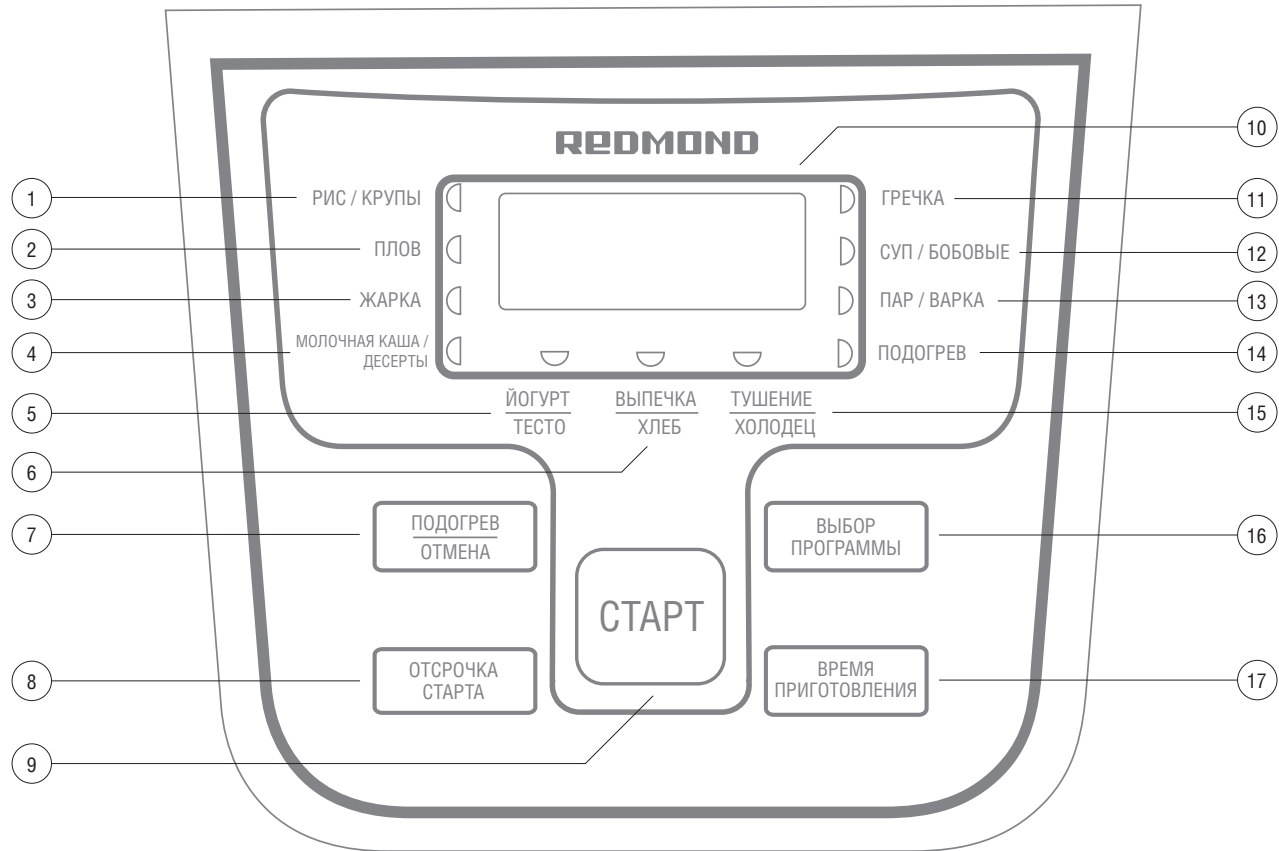 REDMOND
10
1
РИС / КРУПЫ
ГРЕЧКА
11
2
ПЛОВ
СУП / БОБОВЫЕ
12
3
ЖАРКА
ПАР / ВАРКА
13
4
МОЛОЧНАЯ КАША /
ДЕСЕРТЫ
ПОДОГРЕВ
14
5
ЙОГУРТ
ТЕСТО
ВЫПЕЧКА
ХЛЕБ
ТУШЕНИЕ
ХОЛОДЕЦ
15
6
7
ПОДОГРЕВ
ОТМЕНА
ВЫБОР
ПРОГРАММЫ
16
СТАРТ
8
ОТСРОЧКА
СТАРТА
ВРЕМЯ
ПРИГОТОВЛЕНИЯ
17
9